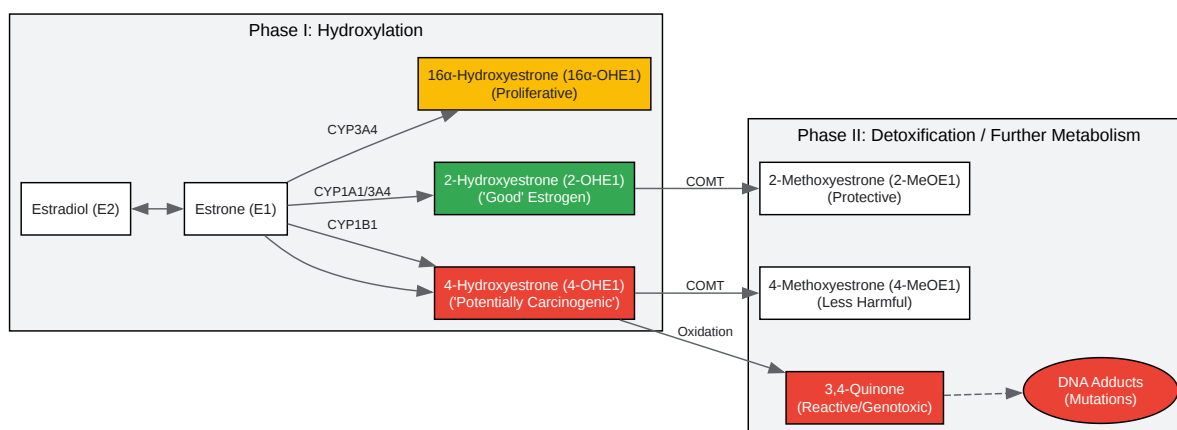 Phase I: Hydroxylation
16α-Hydroxyestrone (16α-OHE1)
(Proliferative)
CYP3A4
Phase II: Detoxification / Further Metabolism
Estradiol (E2)
Estrone (E1)
CYP1A1/3A4
2-Hydroxyestrone (2-OHE1)
('Good' Estrogen)
COMT
2-Methoxyestrone (2-MeOE1)
(Protective)
CYP1B1
4-Hydroxyestrone (4-OHE1)
('Potentially Carcinogenic')
COMT
4-Methoxyestrone (4-MeOE1)
(Less Harmful)
Oxidation
3,4-Quinone
(Reactive/Genotoxic)
DNA Adducts
(Mutations)